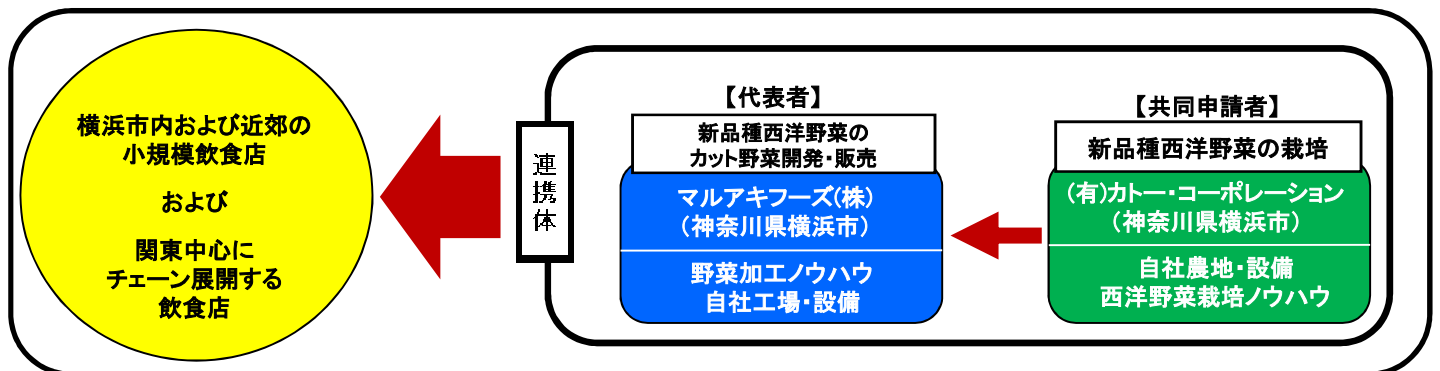 横浜市内および近郊の
小規模飲食店
および
関東中心に
チェーン展開する
飲食店
連携体
【代表者】
新品種西洋野菜の
カット野菜開発・販売
マルアキフーズ(株)
（神奈川県横浜市）
野菜加工ノウハウ
自社工場・設備
【共同申請者】
新品種西洋野菜の栽培
(有)カトー・コーポレーション
（神奈川県横浜市）
自社農地・設備
西洋野菜栽培ノウハウ